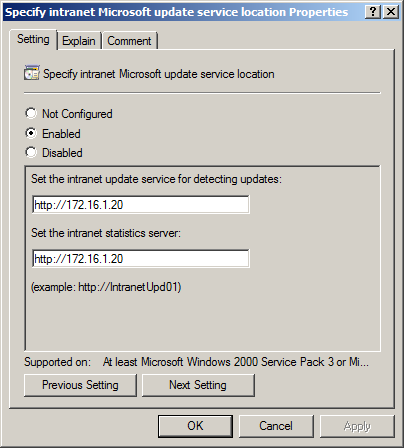 Specify intranet Microsoft update service location Properties
Setting Explain Comment
Specify intranet Microsoft update service location
Not Configured
Enabled
Disabled
Set the intranet update service for detecting updates:
http://172.16.1.20
Set the intranet statistics server:
http://172.16.1.20
(example: http://IntranetUpd01)
Supported on: At least Microsoft Windows 2000 Service Pack 3 or Mi...
Previous Setting Next Setting
OK Cancel Apply